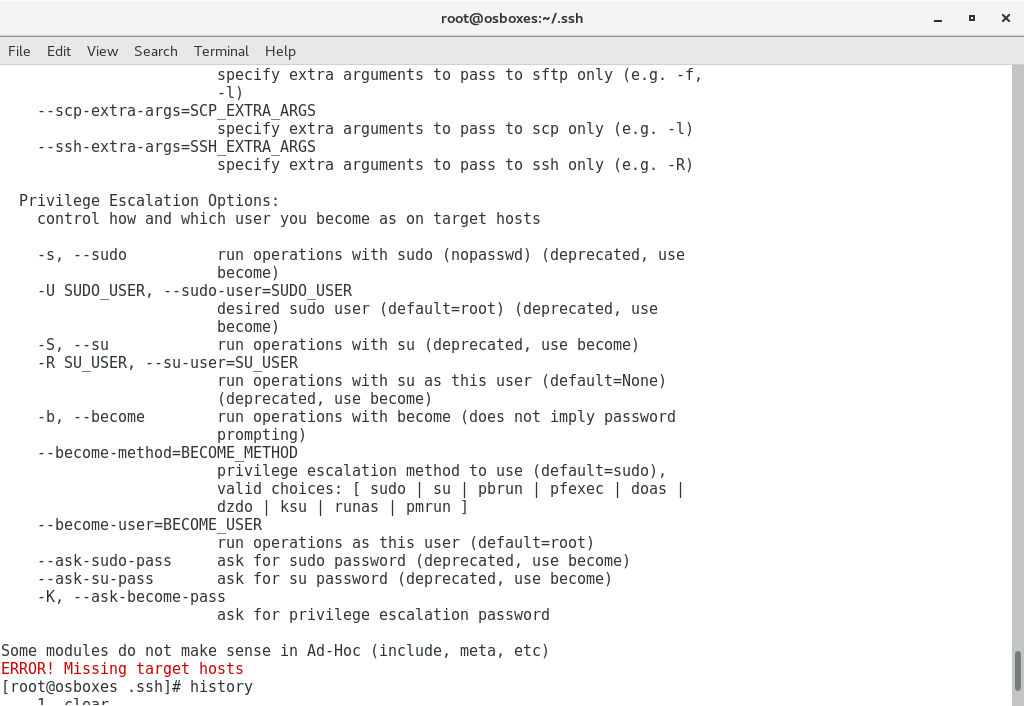 root@osboxes:~/.ssh
File Edit View Search Terminal Help
specify extra arguments to pass to sftp only (e.g. -f,
-l)
--scp-extra-args=SCP_EXTRA_ARGS
specify extra arguments to pass to scp only (e.g. -l)
--ssh-extra-args=SSH_EXTRA_ARGS
specify extra arguments to pass to ssh only (e.g. -R)
Privilege Escalation Options:
control how and which user you become as on target hosts
-s, --sudo run operations with sudo (nopasswd) (deprecated, use
become)
-U SUDO_USER, --sudo-user=SUDO_USER
desired sudo user (default=root) (deprecated, use
become)
-S, --su run operations with su (deprecated, use become)
-R SU_USER, --su-user=SU_USER
run operations with su as this user (default=None)
(deprecated, use become)
-b, --become run operations with become (does not imply password
prompting)
--become-method=BECOME_METHOD
privilege escalation method to use (default=sudo),
valid choices: [ sudo | su | pbrun | pfexec | doas |
dzdo | ksu | runas | pmrun ]
--become-user=BECOME_USER
run operations as this user (default=root)
--ask-sudo-pass ask for sudo password (deprecated, use become)
--ask-su-pass ask for su password (deprecated, use become)
-K, --ask-become-pass
ask for privilege escalation password
Some modules do not make sense in Ad-Hoc (include, meta, etc)
ERROR! Missing target hosts
[root@osboxes .ssh]# history
1 clear